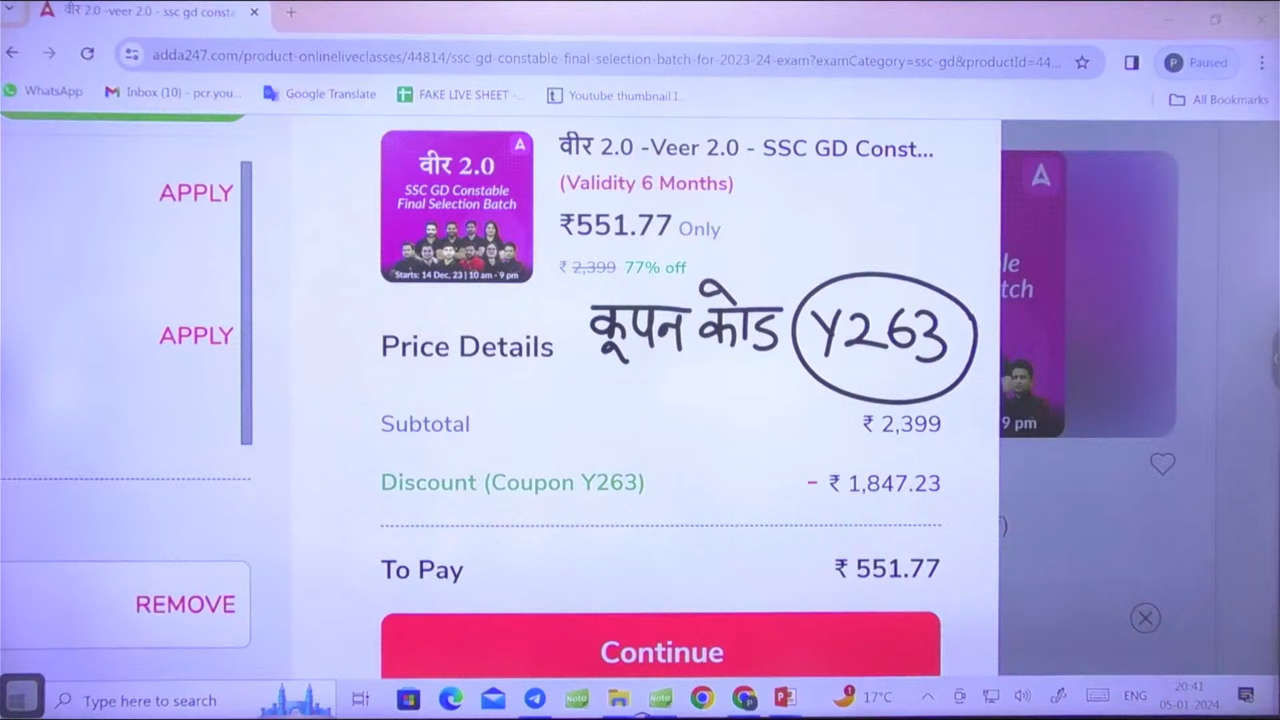 वीर 2.0 -veer 2.0 - ssc gd consta
adda247.com/product-onlineliveclasses/44814/ssc-gd-constable-final-selection-batch-for-2023-24-exam?examCategory=ssc-gd&productId=44...
Paused
WhatsApp
Inbox (10) - pcr.you...
Google Translate
FAKE LIVE SHEET -...
Youtube thumbnail I...
All Bookmarks
APPLY
APPLY
REMOVE
वीर 2.0
SSC GD Constable
Final Selection Batch
Starts: 14 Dec, 23 | 10 am - 9 pm
वीर 2.0 -Veer 2.0 - SSC GD Const...
(Validity 6 Months)
₹551.77 Only
₹ 2,399 77% off
कूपन कोड Y263
Price Details
Subtotal ₹ 2,399
Discount (Coupon Y263) - ₹ 1,847.23
To Pay ₹ 551.77
Continue
le
tch
9 pm
Type here to search
Note
Note
17°C
ENG
20:41
05-01-2024